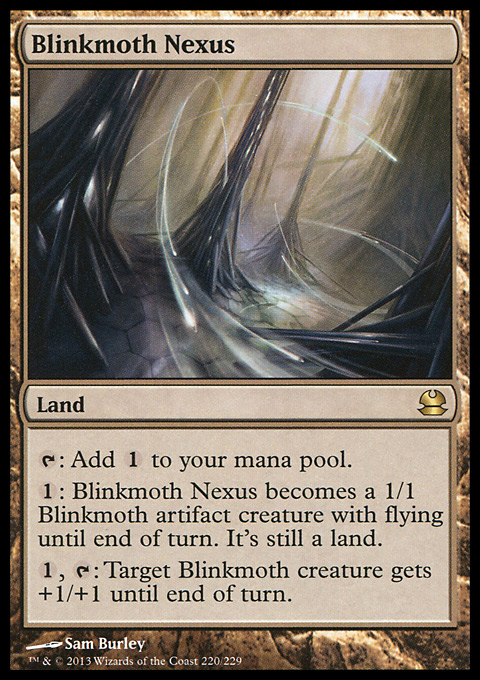 Blinkmoth Nexus
Land
: Add 1 to your mana pool.
1: Blinkmoth Nexus becomes a 1/1
Blinkmoth artifact creature with flying
until end of turn. It's still a land.
1, : Target Blinkmoth creature gets
+1/+1 until end of turn.
Sam Burley
™ & © 2013 Wizards of the Coast 220/229